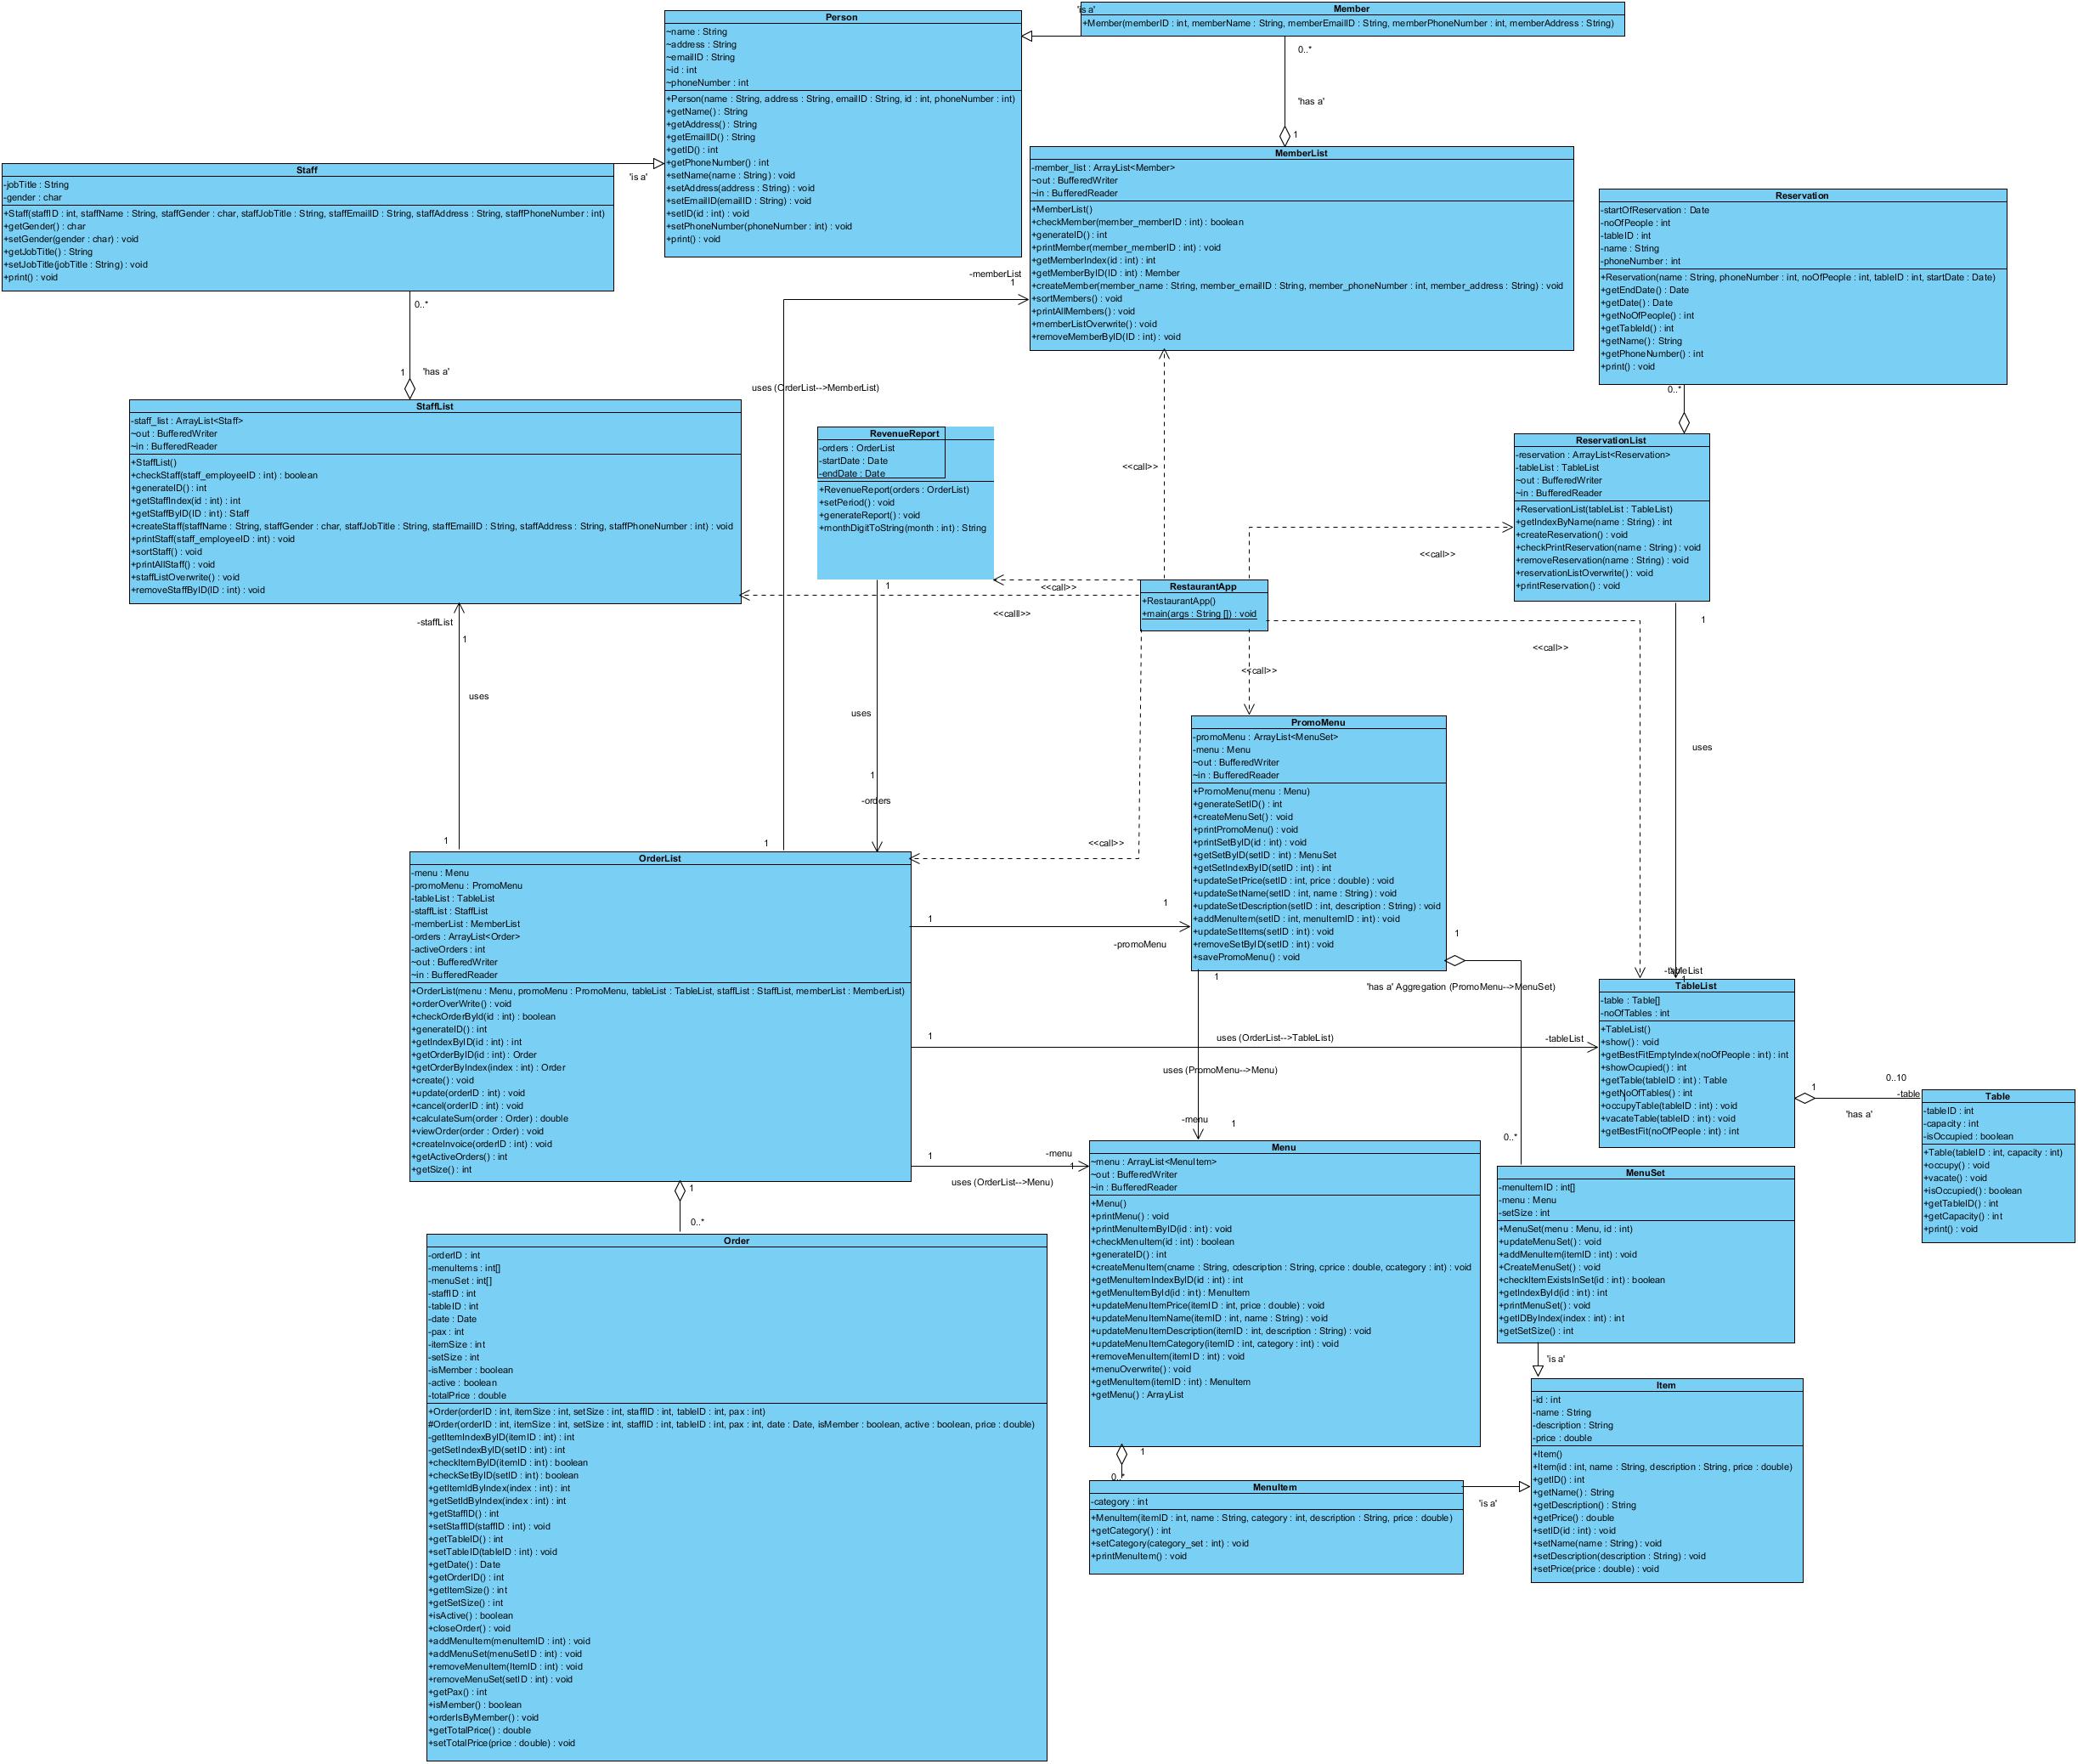 Person
~name : String
~address : String
~emailID : String
~id : int
~phoneNumber : int
+Person(name : String, address : String, emailID : String, id : int, phoneNumber : int)
+getName() : String
+getAddress() : String
+getEmailID() : String
+getID() : int
+getPhoneNumber() : int
+setName(name : String) : void
+setAddress(address : String) : void
+setEmailID(emailID : String) : void
+setID(id : int) : void
+setPhoneNumber(phoneNumber : int) : void
+print() : void
'is a'
Member
+Member(memberID : int, memberName : String, memberEmailID : String, memberPhoneNumber : int, memberAddress : String)
0..*
'has a'
1
Staff
-jobTitle : String
-gender : char
+Staff(staffID : int, staffName : String, staffGender : char, staffJobTitle : String, staffEmailID : String, staffAddress : String, staffPhoneNumber : int)
+getGender() : char
+setGender(gender : char) : void
+getJobTitle() : String
+setJobTitle(jobTitle : String) : void
+print() : void
'is a'
0..*
1
'has a'
MemberList
-member_list : ArrayList<Member>
~out : BufferedWriter
~in : BufferedReader
+MemberList()
+checkMember(member_memberID : int) : boolean
+generateID() : int
+printMember(member_memberID : int) : void
+getMemberIndex(id : int) : int
+getMemberByID(ID : int) : Member
+createMember(member_name : String, member_emailID : String, member_phoneNumber : int, member_address : String) : void
+sortMembers() : void
+printAllMembers() : void
+memberListOverwrite() : void
+removeMemberByID(ID : int) : void
-memberList
1
uses (OrderList-->MemberList)
Reservation
-startOfReservation : Date
-noOfPeople : int
-tableID : int
-name : String
-phoneNumber : int
+Reservation(name : String, phoneNumber : int, noOfPeople : int, tableID : int, startDate : Date)
+getEndDate() : Date
+getDate() : Date
+getNoOfPeople() : int
+getTableId() : int
+getName() : String
+getPhoneNumber() : int
+print() : void
0..*
StaffList
-staff_list : ArrayList<Staff>
~out : BufferedWriter
~in : BufferedReader
+StaffList()
+checkStaff(staff_employeeID : int) : boolean
+generateID() : int
+getStaffIndex(id : int) : int
+getStaffByID(ID : int) : Staff
+createStaff(staffName : String, staffGender : char, staffJobTitle : String, staffEmailID : String, staffAddress : String, staffPhoneNumber : int) : void
+printStaff(staff_employeeID : int) : void
+sortStaff() : void
+printAllStaff() : void
+staffListOverwrite() : void
+removeStaffByID(ID : int) : void
-staffList
1
uses
1
RevenueReport
-orders : OrderList
-startDate : Date
-endDate : Date
+RevenueReport(orders : OrderList)
+setPeriod() : void
+generateReport() : void
+monthDigitToString(month : int) : String
1
uses
1
-orders
<<call>>
<<call>>
<<call>>
<<calll>>
<<call>>
<<call>>
<<call>>
RestaurantApp
+RestaurantApp()
+main(args : String []) : void
ReservationList
-reservation : ArrayList<Reservation>
-tableList : TableList
~out : BufferedWriter
~in : BufferedReader
+ReservationList(tableList : TableList)
+getIndexByName(name : String) : int
+createReservation() : void
+checkPrintReservation(name : String) : void
+removeReservation(name : String) : void
+reservationListOverwrite() : void
+printReservation() : void
1
uses
-tableList
1
PromoMenu
-promoMenu : ArrayList<MenuSet>
-menu : Menu
~out : BufferedWriter
~in : BufferedReader
+PromoMenu(menu : Menu)
+generateSetID() : int
+createMenuSet() : void
+printPromoMenu() : void
+printSetByID(id : int) : void
+getSetByID(setID : int) : MenuSet
+getSetIndexByID(setID : int) : int
+updateSetPrice(setID : int, price : double) : void
+updateSetName(setID : int, name : String) : void
+updateSetDescription(setID : int, description : String) : void
+addMenuItem(setID : int, menuItemID : int) : void
+updateSetItems(setID : int) : void
+removeSetByID(setID : int) : void
+savePromoMenu() : void
1
'has a' Aggregation (PromoMenu-->MenuSet)
0..*
1
uses (PromoMenu-->Menu)
-menu
1
1
OrderList
-menu : Menu
-promoMenu : PromoMenu
-tableList : TableList
-staffList : StaffList
-memberList : MemberList
-orders : ArrayList<Order>
-activeOrders : int
~out : BufferedWriter
~in : BufferedReader
+OrderList(menu : Menu, promoMenu : PromoMenu, tableList : TableList, staffList : StaffList, memberList : MemberList)
+orderOverWrite() : void
+checkOrderById(id : int) : boolean
+generateID() : int
+getIndexByID(id : int) : int
+getOrderByID(id : int) : Order
+getOrderByIndex(index : int) : Order
+create() : void
+update(orderID : int) : void
+cancel(orderID : int) : void
+calculateSum(order : Order) : double
+viewOrder(order : Order) : void
+createInvoice(orderID : int) : void
+getActiveOrders() : int
+getSize() : int
1
1
-promoMenu
1
uses (OrderList-->TableList)
-tableList
1
uses (OrderList-->Menu)
-menu
1
1
0..*
TableList
-table : Table[]
-noOfTables : int
+TableList()
+show() : void
+getBestFitEmptyIndex(noOfPeople : int) : int
+showOcupied() : int
+getTable(tableID : int) : Table
+getNoOfTables() : int
+occupyTable(tableID : int) : void
+vacateTable(tableID : int) : void
+getBestFit(noOfPeople : int) : int
1
0..10
-table
'has a'
Table
-tableID : int
-capacity : int
-isOccupied : boolean
+Table(tableID : int, capacity : int)
+occupy() : void
+vacate() : void
+isOccupied() : boolean
+getTableID() : int
+getCapacity() : int
+print() : void
Menu
~menu : ArrayList<MenuItem>
~out : BufferedWriter
~in : BufferedReader
+Menu()
+printMenu() : void
+printMenuItemByID(id : int) : void
+checkMenuItem(id : int) : boolean
+generateID() : int
+createMenuItem(cname : String, cdescription : String, cprice : double, ccategory : int) : void
+getMenuItemIndexByID(id : int) : int
+getMenuItemById(id : int) : MenuItem
+updateMenuItemPrice(itemID : int, price : double) : void
+updateMenuItemName(itemID : int, name : String) : void
+updateMenuItemDescription(itemID : int, description : String) : void
+updateMenuItemCategory(itemID : int, category : int) : void
+removeMenuItem(itemID : int) : void
+menuOverwrite() : void
+getMenuItem(itemID : int) : MenuItem
+getMenu() : ArrayList
1
0..*
MenuSet
-menuItemID : int[]
-menu : Menu
-setSize : int
+MenuSet(menu : Menu, id : int)
+updateMenuSet() : void
+addMenuItem(itemID : int) : void
+CreateMenuSet() : void
+checkItemExistsInSet(id : int) : boolean
+getIndexById(id : int) : int
+printMenuSet() : void
+getIDByIndex(index : int) : int
+getSetSize() : int
'is a'
Order
-orderID : int
-menuItems : int[]
-menuSet : int[]
-staffID : int
-tableID : int
-date : Date
-pax : int
-itemSize : int
-setSize : int
-isMember : boolean
-active : boolean
-totalPrice : double
+Order(orderID : int, itemSize : int, setSize : int, staffID : int, tableID : int, pax : int)
#Order(orderID : int, itemSize : int, setSize : int, staffID : int, tableID : int, pax : int, date : Date, isMember : boolean, active : boolean, price : double)
-getItemIndexByID(itemID : int) : int
-getSetIndexByID(setID : int) : int
+checkItemByID(itemID : int) : boolean
+checkSetByID(setID : int) : boolean
+getItemIdByIndex(index : int) : int
+getSetIdByIndex(index : int) : int
+getStaffID() : int
+setStaffID(staffID : int) : void
+getTableID() : int
+setTableID(tableID : int) : void
+getDate() : Date
+getOrderID() : int
+getItemSize() : int
+getSetSize() : int
+isActive() : boolean
+closeOrder() : void
+addMenuItem(menuItemID : int) : void
+addMenuSet(menuSetID : int) : void
+removeMenuItem(ItemID : int) : void
+removeMenuSet(setID : int) : void
+getPax() : int
+isMember() : boolean
+orderIsByMember() : void
+getTotalPrice() : double
+setTotalPrice(price : double) : void
MenuItem
-category : int
+MenuItem(itemID : int, name : String, category : int, description : String, price : double)
+getCategory() : int
+setCategory(category_set : int) : void
+printMenuItem() : void
'is a'
Item
-id : int
-name : String
-description : String
-price : double
+Item()
+Item(id : int, name : String, description : String, price : double)
+getID() : int
+getName() : String
+getDescription() : String
+getPrice() : double
+setID(id : int) : void
+setName(name : String) : void
+setDescription(description : String) : void
+setPrice(price : double) : void